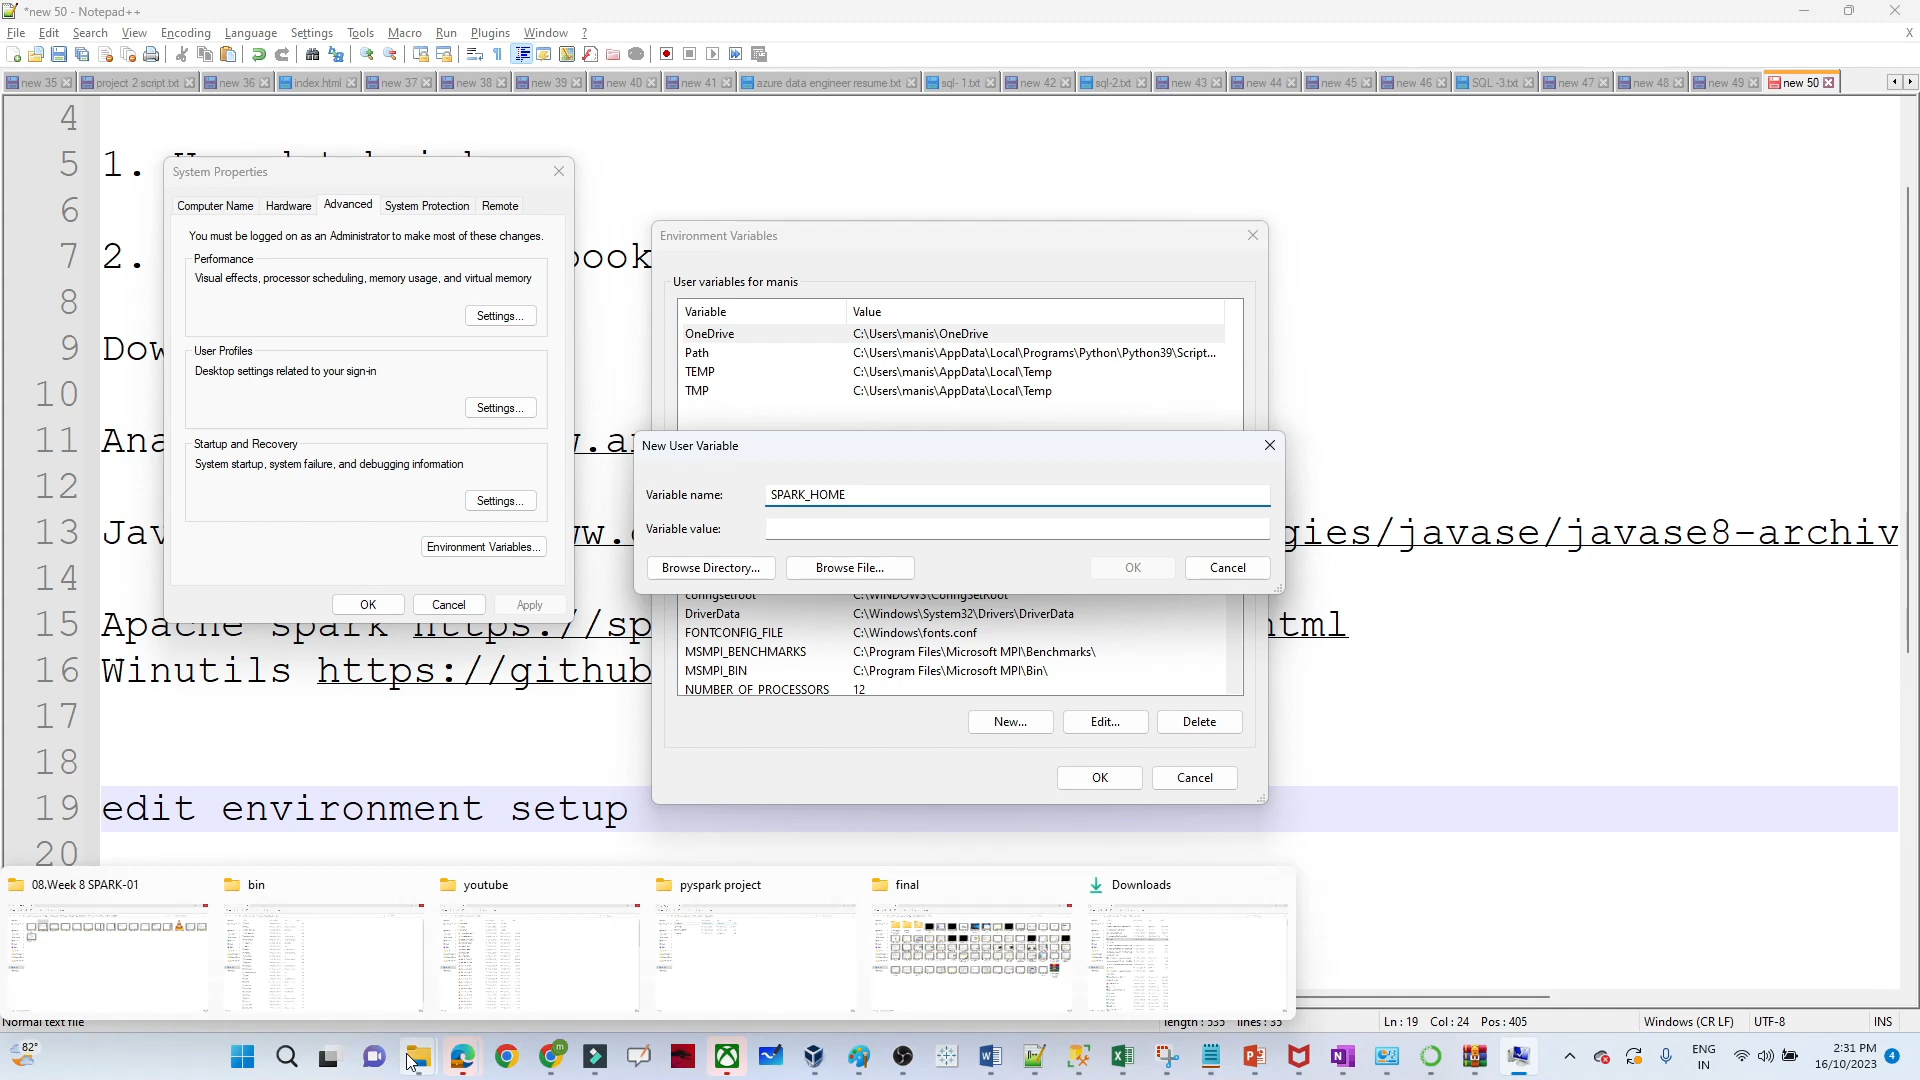 *new 50 - Notepad++
File Edit Search View Encoding Language Settings Tools Macro Run Plugins Window ? X
new 35 project 2 script.txt new 36 index.html new 37 new 38 new 39 new 40 new 41 azure data engineer resume.txt sql- 1.txt new 42 sql-2.txt new 43 new 44 new 45 new 46 SQL -3.txt new 47 new 48 new 49 new 50
4
5 1.
6
7 2. book
8
9 Dow
10
11 Ana
12
13 Jav gies/javase/javase8-archiv
14
15 Apache spark https://sp html
16 Winutils https://github
17
18
19 edit environment setup
20
System Properties
Computer Name Hardware Advanced System Protection Remote
You must be logged on as an Administrator to make most of these changes.
Performance
Visual effects, processor scheduling, memory usage, and virtual memory
Settings...
User Profiles
Desktop settings related to your sign-in
Settings...
Startup and Recovery
System startup, system failure, and debugging information
Settings...
Environment Variables...
OK Cancel Apply
Environment Variables
User variables for manis
Variable Value
OneDrive C:\Users\manis\OneDrive
Path C:\Users\manis\AppData\Local\Programs\Python\Python39\Script...
TEMP C:\Users\manis\AppData\Local\Temp
TMP C:\Users\manis\AppData\Local\Temp
New User Variable
Variable name: SPARK_HOME
Variable value:
Browse Directory... Browse File... OK Cancel
configsetroot C:\WINDOWS\ConfigSetRoot
DriverData C:\Windows\System32\Drivers\DriverData
FONTCONFIG_FILE C:\Windows\fonts.conf
MSMPI_BENCHMARKS C:\Program Files\Microsoft MPI\Benchmarks\
MSMPI_BIN C:\Program Files\Microsoft MPI\Bin\
NUMBER_OF_PROCESSORS 12
New... Edit... Delete
OK Cancel
08.Week 8 SPARK-01 bin youtube pyspark project final Downloads
Normal text file length : 535 lines : 35 Ln : 19 Col : 24 Pos : 405 Windows (CR LF) UTF-8 INS
82° ENG IN 2:31 PM 16/10/2023 4